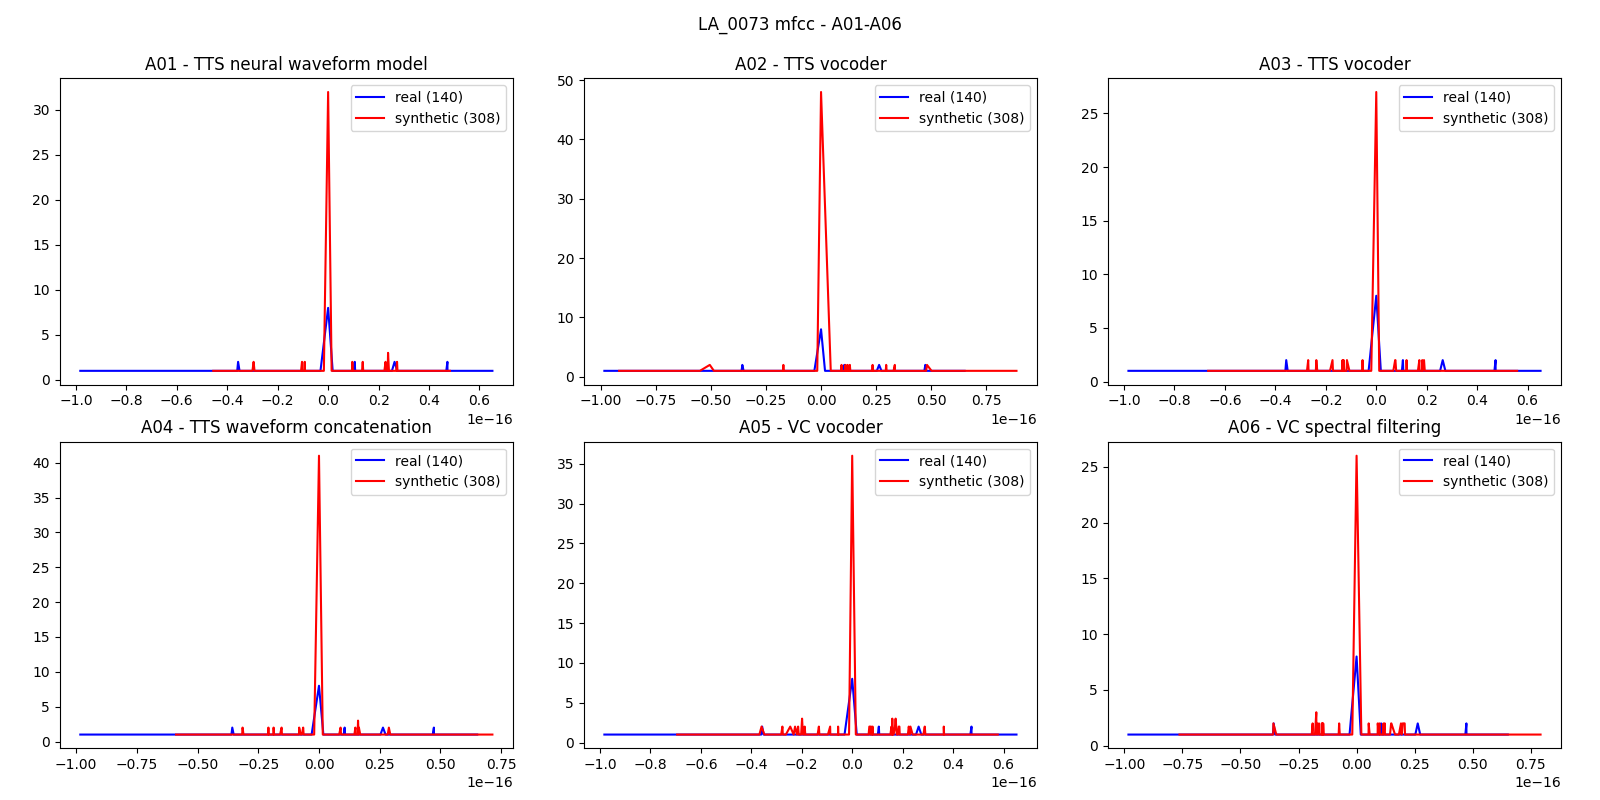 LA_0073 mfcc - A01-A06
A01 - TTS neural waveform model
30
25
20
15
10
5
0
real (140)
synthetic (308)
−1.0 −0.8 −0.6 −0.4 −0.2 0.0 0.2 0.4 0.6
1e−16
A02 - TTS vocoder
50
40
30
20
10
0
real (140)
synthetic (308)
−1.00 −0.75 −0.50 −0.25 0.00 0.25 0.50 0.75
1e−16
A03 - TTS vocoder
25
20
15
10
5
0
real (140)
synthetic (308)
−1.0 −0.8 −0.6 −0.4 −0.2 0.0 0.2 0.4 0.6
1e−16
A04 - TTS waveform concatenation
40
35
30
25
20
15
10
5
0
real (140)
synthetic (308)
−1.00 −0.75 −0.50 −0.25 0.00 0.25 0.50 0.75
1e−16
A05 - VC vocoder
35
30
25
20
15
10
5
0
real (140)
synthetic (308)
−1.0 −0.8 −0.6 −0.4 −0.2 0.0 0.2 0.4 0.6
1e−16
A06 - VC spectral filtering
25
20
15
10
5
0
real (140)
synthetic (308)
−1.00 −0.75 −0.50 −0.25 0.00 0.25 0.50 0.75
1e−16